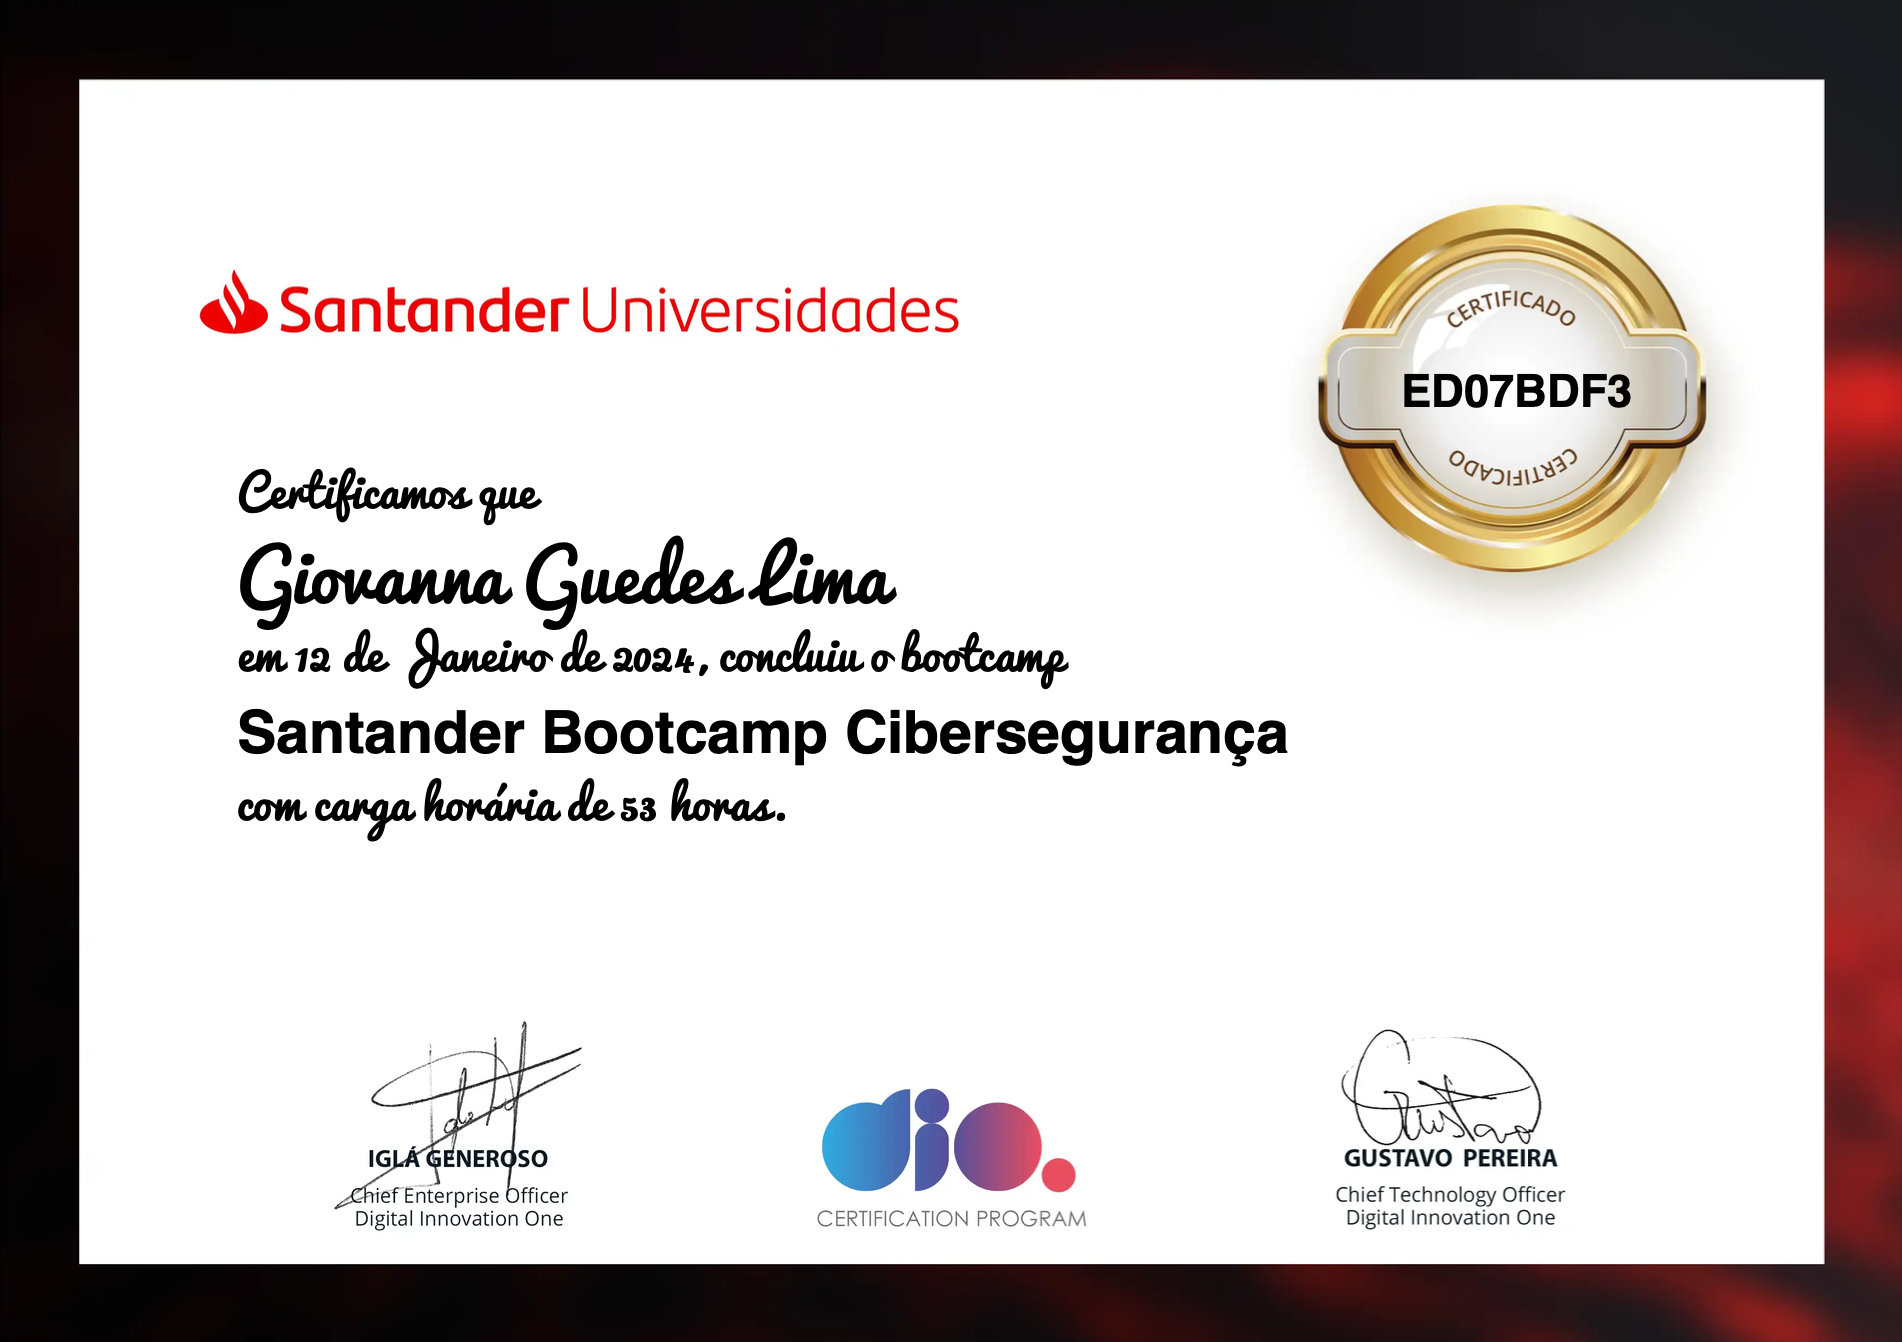 Santander Universidades
CERTIFICADO
ED07BDF3
CERTIFICADO
Certificamos que
Giovanna Guedes Lima
em 12 de Janeiro de 2024, concluiu o bootcamp
Santander Bootcamp Cibersegurança
com carga horária de 53 horas.
IGLÁ GENEROSO
Chief Enterprise Officer
Digital Innovation One
dio.
CERTIFICATION PROGRAM
Gustavo
GUSTAVO PEREIRA
Chief Technology Officer
Digital Innovation One